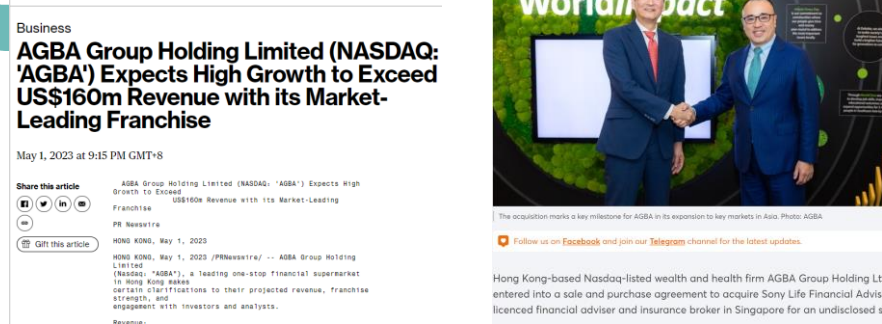 Business
AGBA Group Holding Limited (NASDAQ:
'AGBA') Expects High Growth to Exceed
US$160m Revenue with its Market-
Leading Franchise
May 1, 2023 at 9:15 PM GMT+8
Share this article
Gift this article
AGBA Group Holding Limited (NASDAQ: 'AGBA') Expects High
Growth to Exceed
US$160m Revenue with its Market-Leading
Franchise
PR Newswire
HONG KONG, May 1, 2023
HONG KONG, May 1, 2023 /PRNewswire/ -- AGBA Group Holding
Limited
(Nasdaq: "AGBA"), a leading one-stop financial supermarket
in Hong Kong makes
certain clarifications to their projected revenue, franchise
strength, and
engagement with investors and analysts.
Revenue-
WorldImpact
The acquisition marks a key milestone for AGBA in its expansion to key markets in Asia. Photo: AGBA
Follow us on Facebook and join our Telegram channel for the latest updates.
Hong Kong-based Nasdaq-listed wealth and health firm AGBA Group Holding Lt
entered into a sale and purchase agreement to acquire Sony Life Financial Advis
licenced financial adviser and insurance broker in Singapore for an undisclosed s